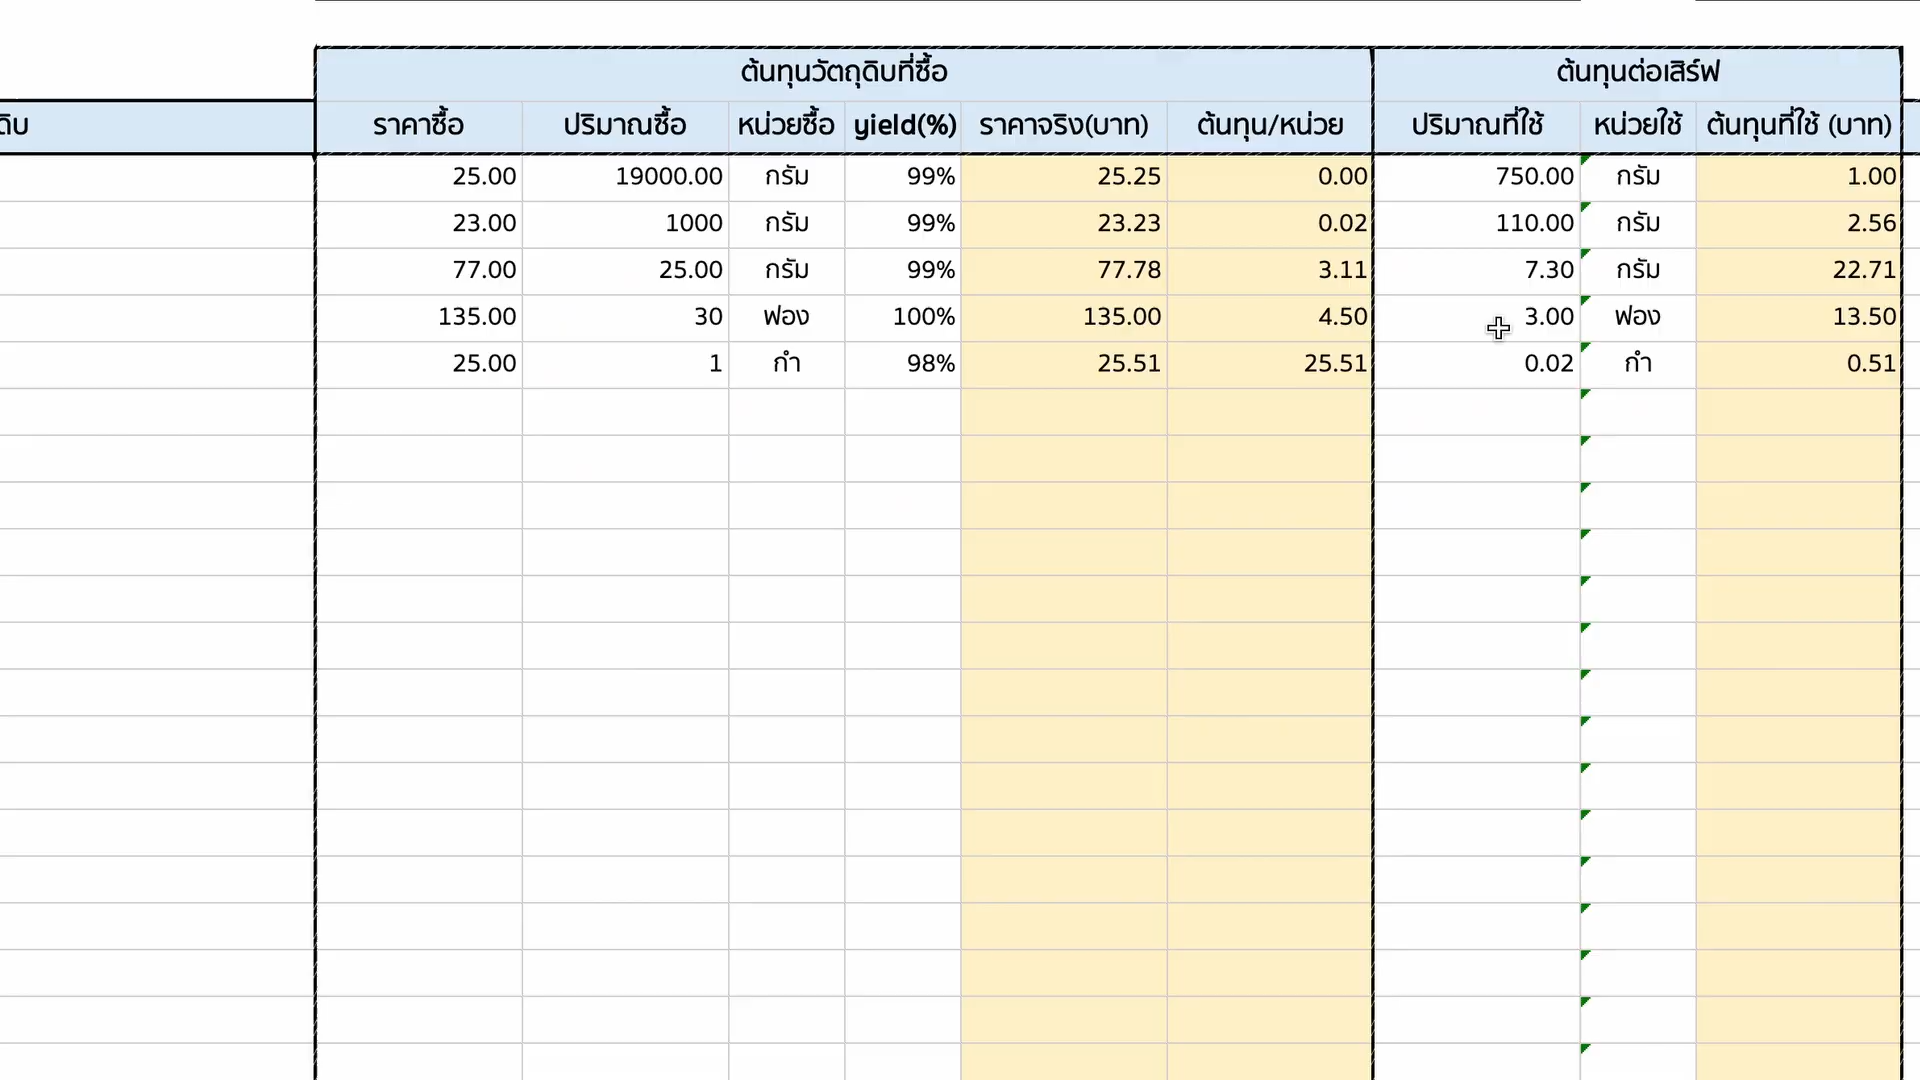 ต้นทุนวัตถุดิบที่ซื้อ ต้นทุนต่อเสิร์ฟ
ดิบ ราคาซื้อ ปริมาณซื้อ หน่วยซื้อ yield(%) ราคาจริง(บาท) ต้นทุน/หน่วย ปริมาณที่ใช้ หน่วยใช้ ต้นทุนที่ใช้ (บาท)
25.00 19000.00 กรัม 99% 25.25 0.00 750.00 กรัม 1.00
23.00 1000 กรัม 99% 23.23 0.02 110.00 กรัม 2.56
77.00 25.00 กรัม 99% 77.78 3.11 7.30 กรัม 22.71
135.00 30 ฟอง 100% 135.00 4.50 3.00 ฟอง 13.50
25.00 1 กำ 98% 25.51 25.51 0.02 กำ 0.51